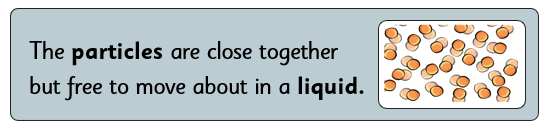 The particles are close together
but free to move about in a liquid.